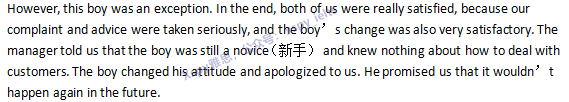 However, this boy was an exception. In the end, both of us were really satisfied, because our
complaint and advice were taken seriously, and the boy’s change was also very satisfactory. The
manager told us that the boy was still a novice（新手）and knew nothing about how to deal with
customers. The boy changed his attitude and apologized to us. He promised us that it wouldn’t
happen again in the future.